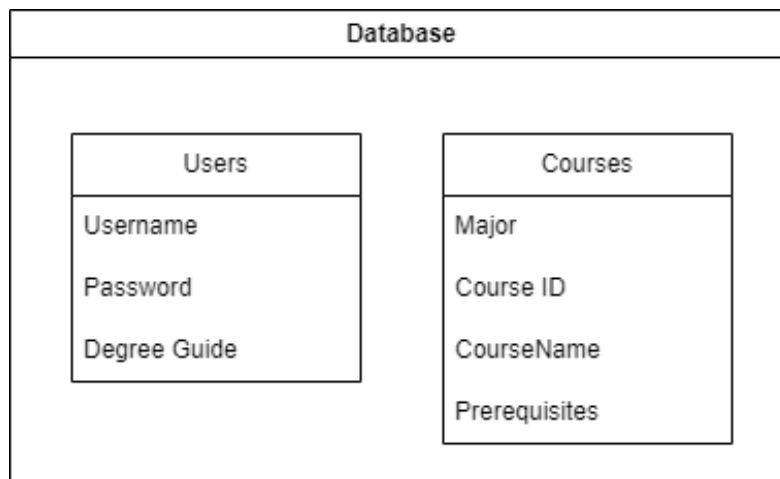 Database
Users
Username
Password
Degree Guide
Courses
Major
Course ID
CourseName
Prerequisites